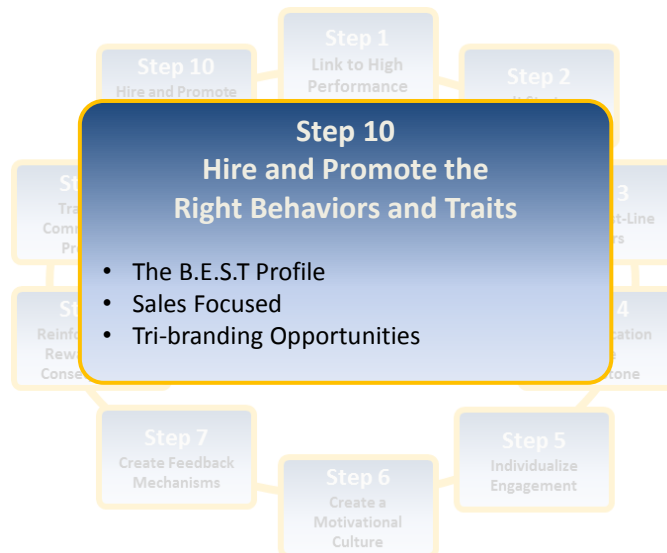 Step 1
Link to High
Performance
Step 10
Hire and Promote
Step 2
Step 10
Hire and Promote the
Right Behaviors and Traits
• The B.E.S.T Profile
• Sales Focused
• Tri-branding Opportunities
3
4
Step 7
Create Feedback
Mechanisms
Step 6
Create a
Motivational
Culture
Step 5
Individualize
Engagement